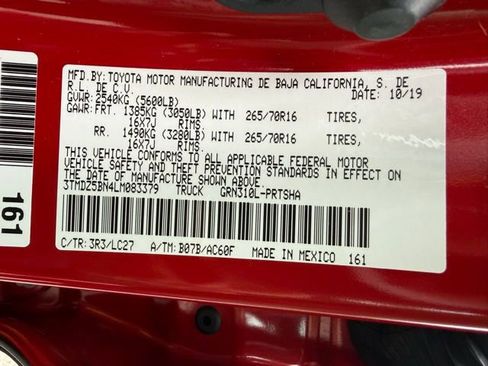 MFD.BY:TOYOTA MOTOR MANUFACTURING DE BAJA CALIFORNIA, S. DE
R.L. DE C.V. DATE: 10/19
GVWR: 2540KG (5600LB)
GAWR: FRT. 1385KG (3050LB) WITH 265/70R16 TIRES,
16X7J RIMS.
RR. 1490KG (3280LB) WITH 265/70R16 TIRES,
16X7J RIMS.
THIS VEHICLE CONFORMS TO ALL APPLICABLE FEDERAL MOTOR
VEHICLE SAFETY AND THEFT PREVENTION STANDARDS IN EFFECT ON
THE DATE OF MANUFACTURE SHOWN ABOVE.
3TMDZ5BN4LM083379 TRUCK GRN310L-PRTSHA
C/TR: 3R3/LC27 A/TM: B07B/AC60F MADE IN MEXICO 161
161